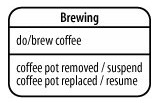 Brewing
do/brew coffee
coffee pot removed / suspend
coffee pot replaced / resume